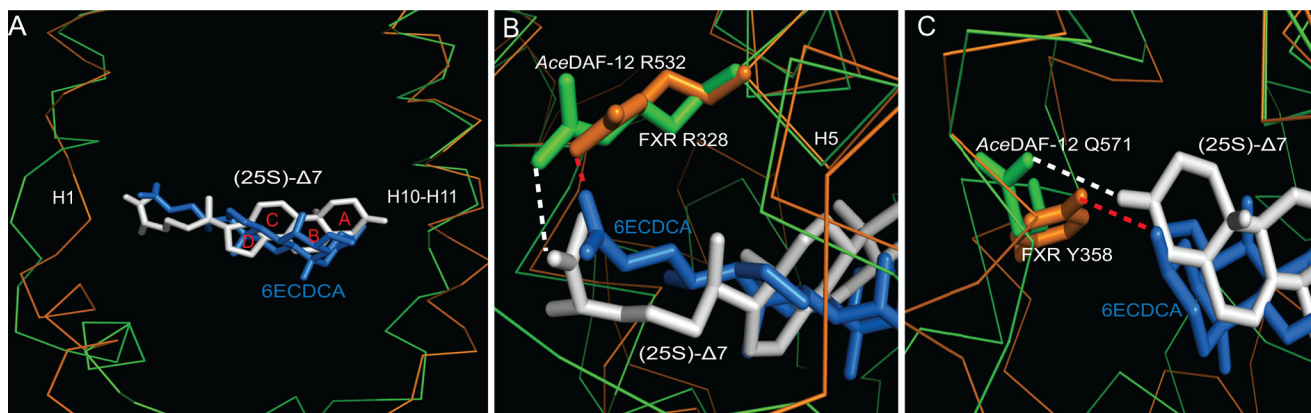 A
H1
(25S)-Δ7
H10-H11
A
C
B
D
6ECDCA
B
AceDAF-12 R532
FXR R328
H5
6ECDCA
(25S)-Δ7
C
(25S)-Δ7
AceDAF-12 Q571
FXR Y358
6ECDCA